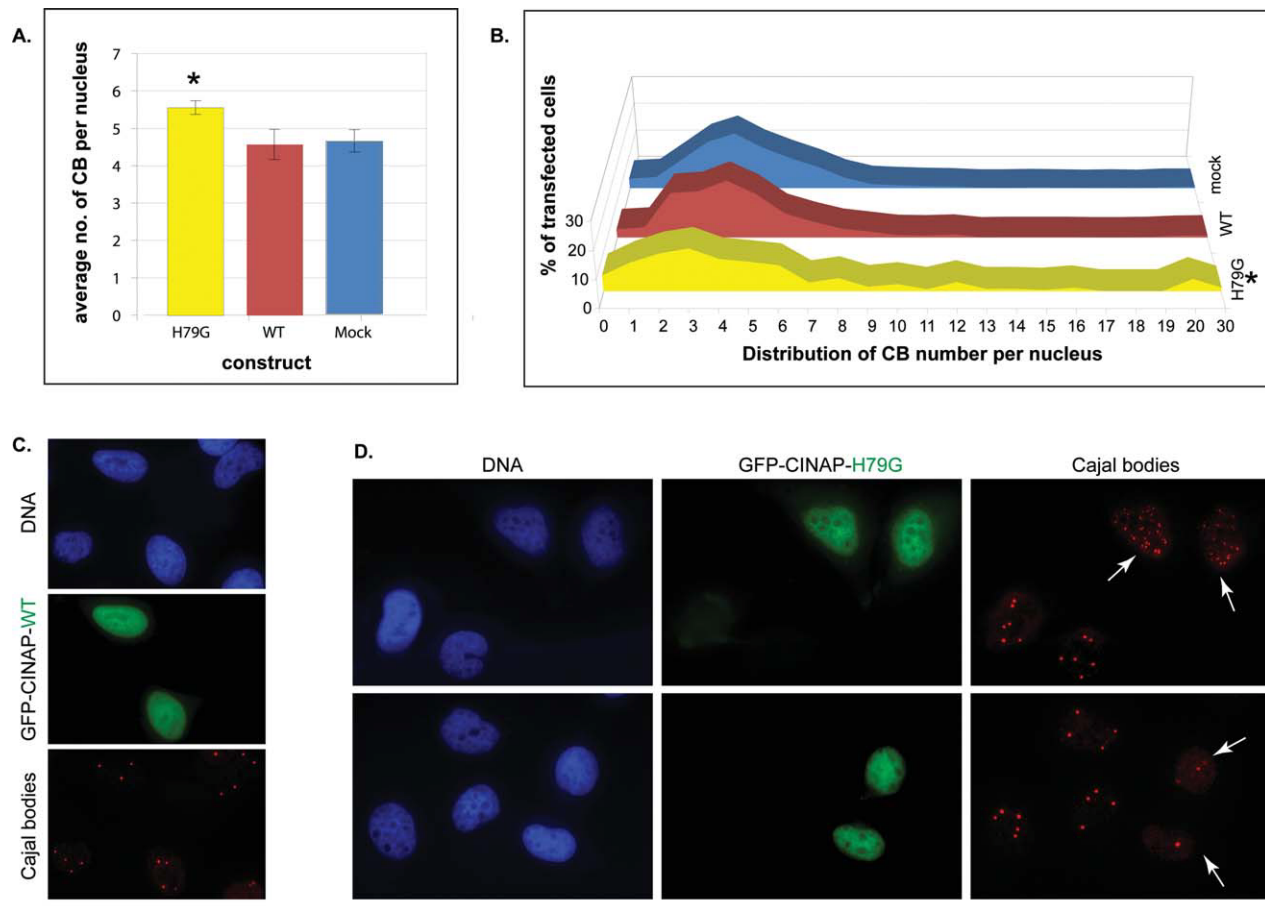 A.
average no. of CB per nucleus
7
6
5
4
3
2
1
0
*
H79G WT Mock
construct
B.
% of transfected cells
30
20
10
0
mock
WT
H79G *
0 1 2 3 4 5 6 7 8 9 10 11 12 13 14 15 16 17 18 19 20 30
Distribution of CB number per nucleus
C.
DNA
GFP-CINAP-WT
Cajal bodies
D.
DNA GFP-CINAP-H79G Cajal bodies